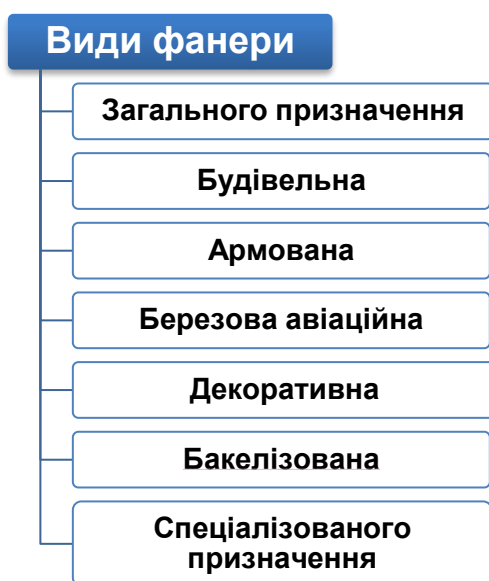 Види фанери
Загального призначення
Будівельна
Армована
Березова авіаційна
Декоративна
Бакелізована
Спеціалізованого
призначення